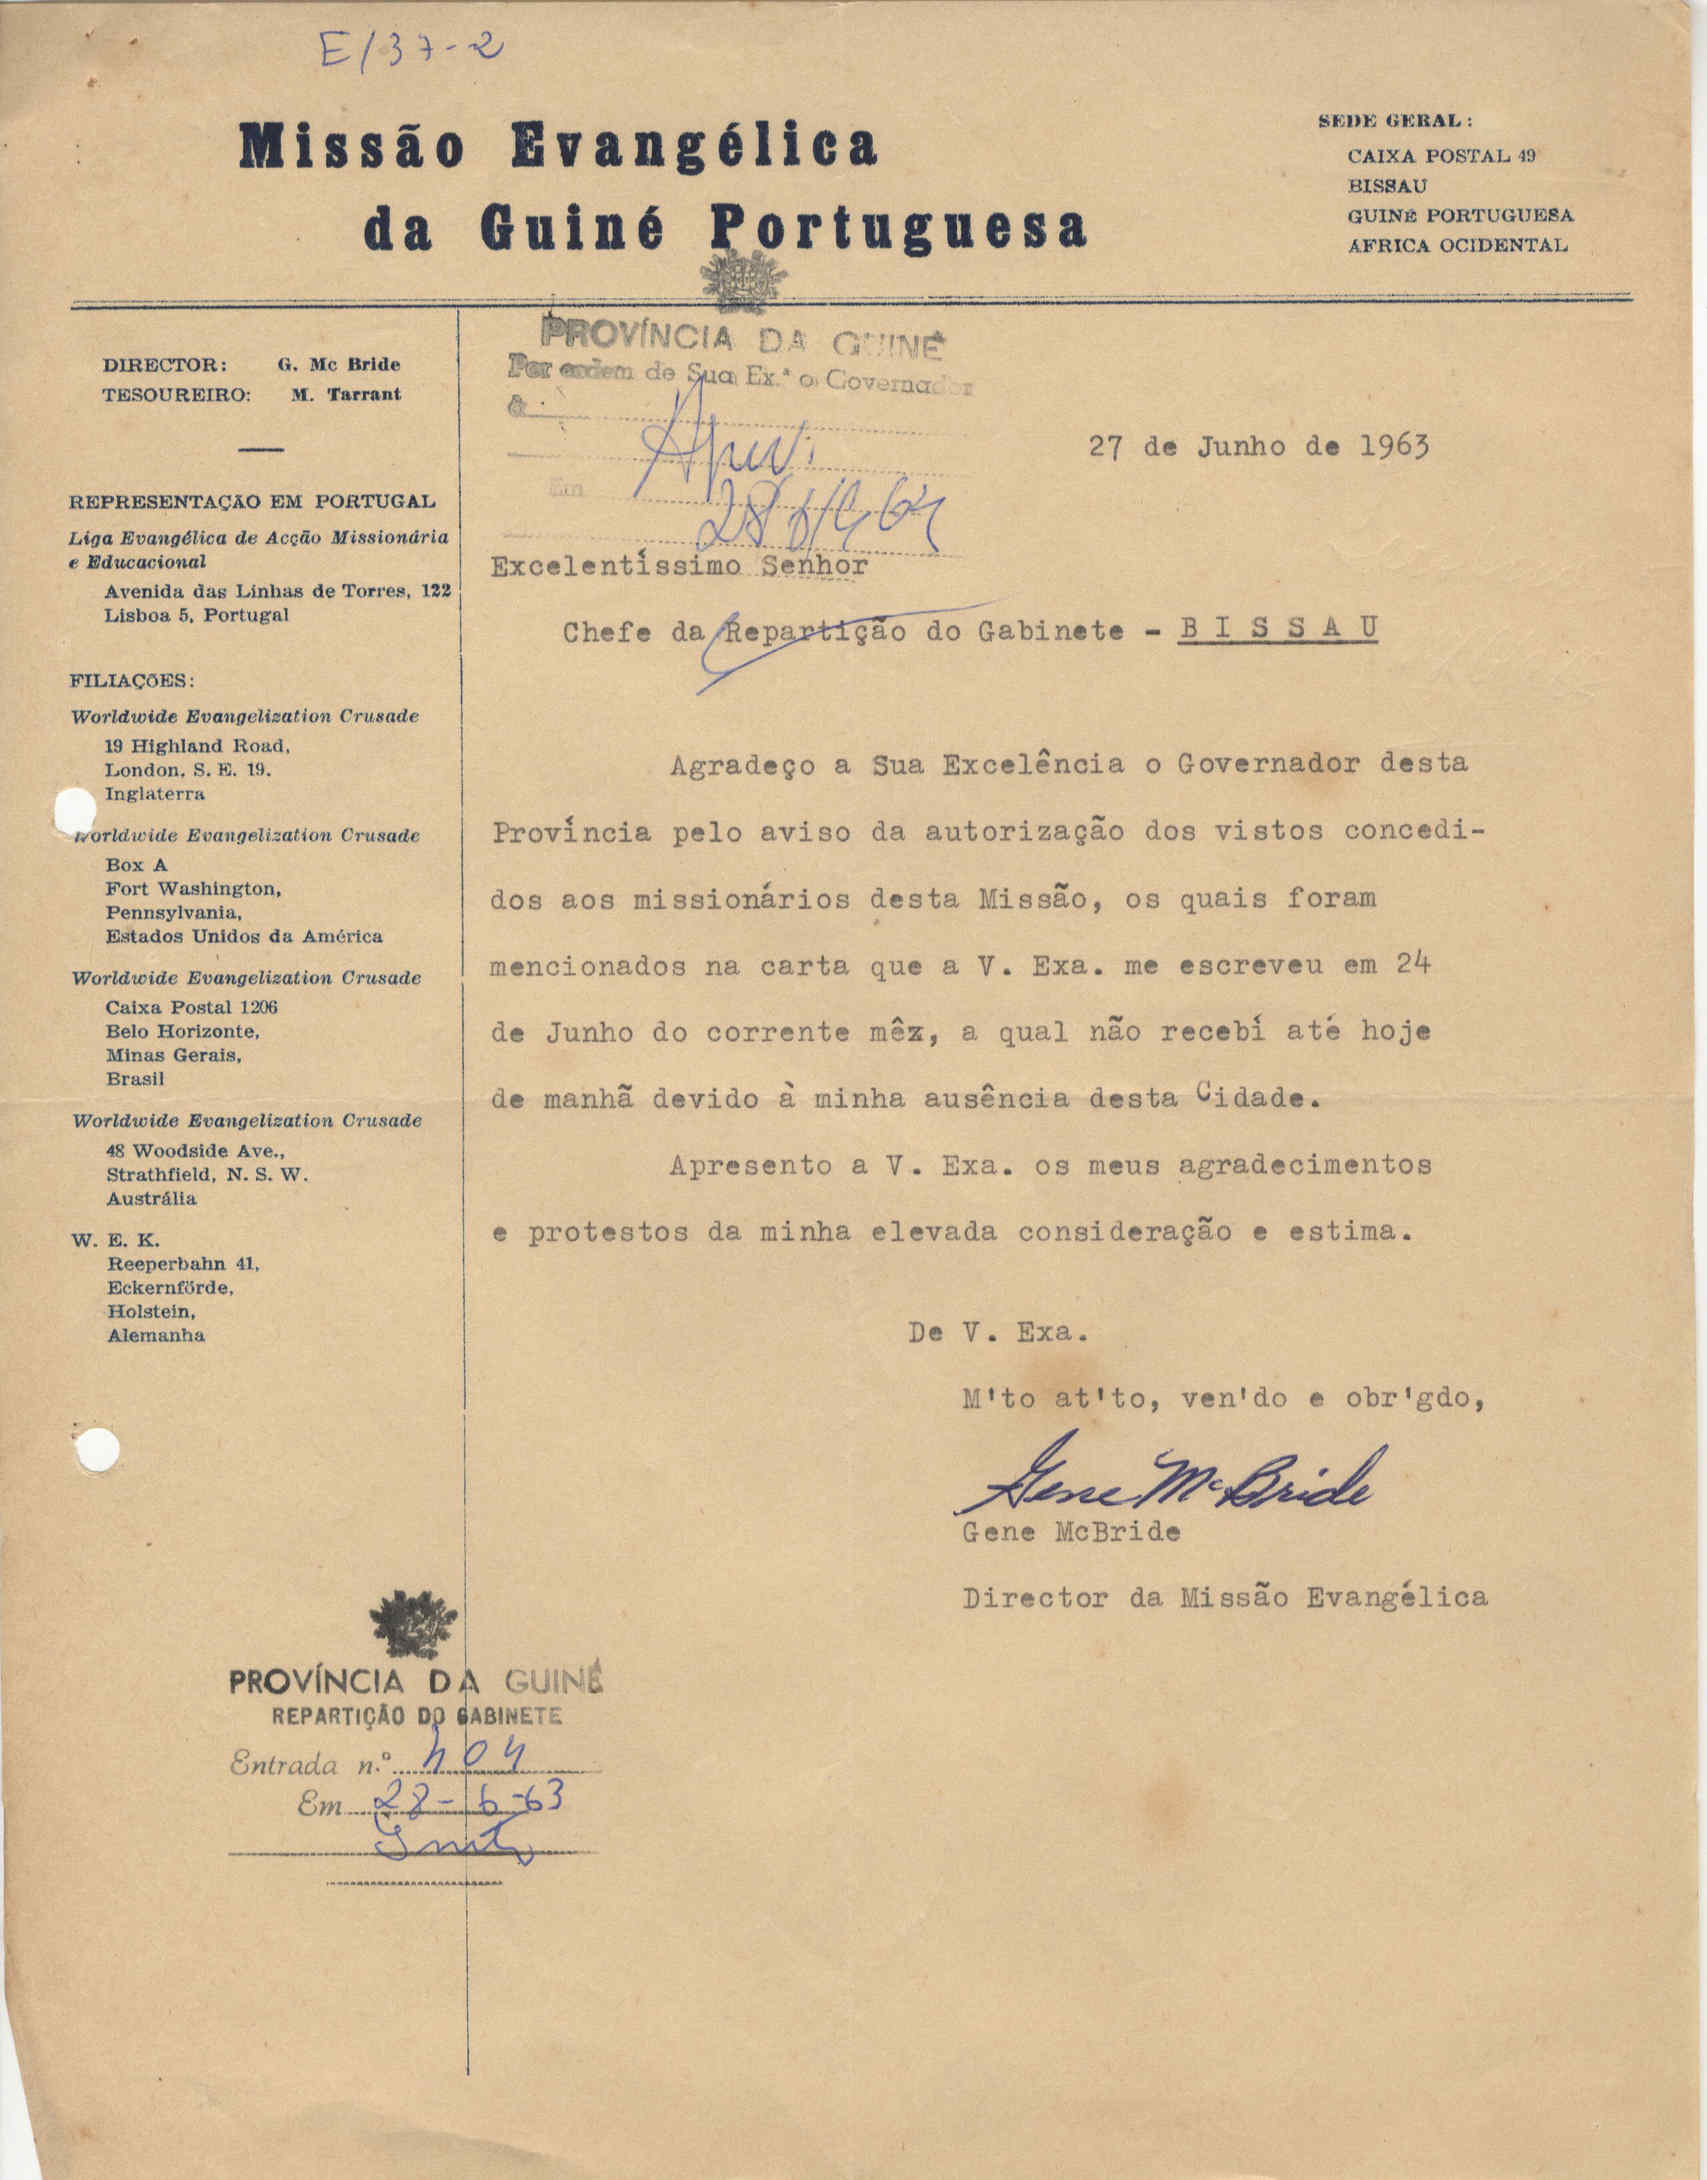 E/37-2
Missão Evangélica
da Guiné Portuguesa
SEDE GERAL:
CAIXA POSTAL 49
BISSAU
GUINÉ PORTUGUESA
AFRICA OCIDENTAL
DIRECTOR: G. Mc Bride
TESOUREIRO: M. Tarrant
REPRESENTAÇÃO EM PORTUGAL
Liga Evangélica de Acção Missionária
e Educacional
Avenida das Linhas de Torres, 122
Lisboa 5, Portugal
FILIAÇÕES:
Worldwide Evangelization Crusade
19 Highland Road,
London, S. E. 19.
Inglaterra
Worldwide Evangelization Crusade
Box A
Fort Washington,
Pennsylvania,
Estados Unidos da América
Worldwide Evangelization Crusade
Caixa Postal 1206
Belo Horizonte,
Minas Gerais,
Brasil
Worldwide Evangelization Crusade
48 Woodside Ave.,
Strathfield, N. S. W.
Austrália
W. E. K.
Reeperbahn 41,
Eckernförde,
Holstein,
Alemanha
PROVÍNCIA DA GUINÉ
Por ordem de Sua Ex.ª o Governador
à
Em
27 de Junho de 1963
Excelentíssimo Senhor
Chefe da Repartição do Gabinete - B I S S A U
Agradeço a Sua Excelência o Governador desta
Província pelo aviso da autorização dos vistos concedi-
dos aos missionários desta Missão, os quais foram
mencionados na carta que a V. Exa. me escreveu em 24
de Junho do corrente mêz, a qual não recebí até hoje
de manhã devido à minha ausência desta Cidade.
Apresento a V. Exa. os meus agradecimentos
e protestos da minha elevada consideração e estima.
De V. Exa.
M'to at'to, ven'do e obr'gdo,
Gene McBride
Gene McBride
Director da Missão Evangélica
PROVÍNCIA DA GUINÉ
REPARTIÇÃO DO GABINETE
Entrada n.º
Em 28-6-63